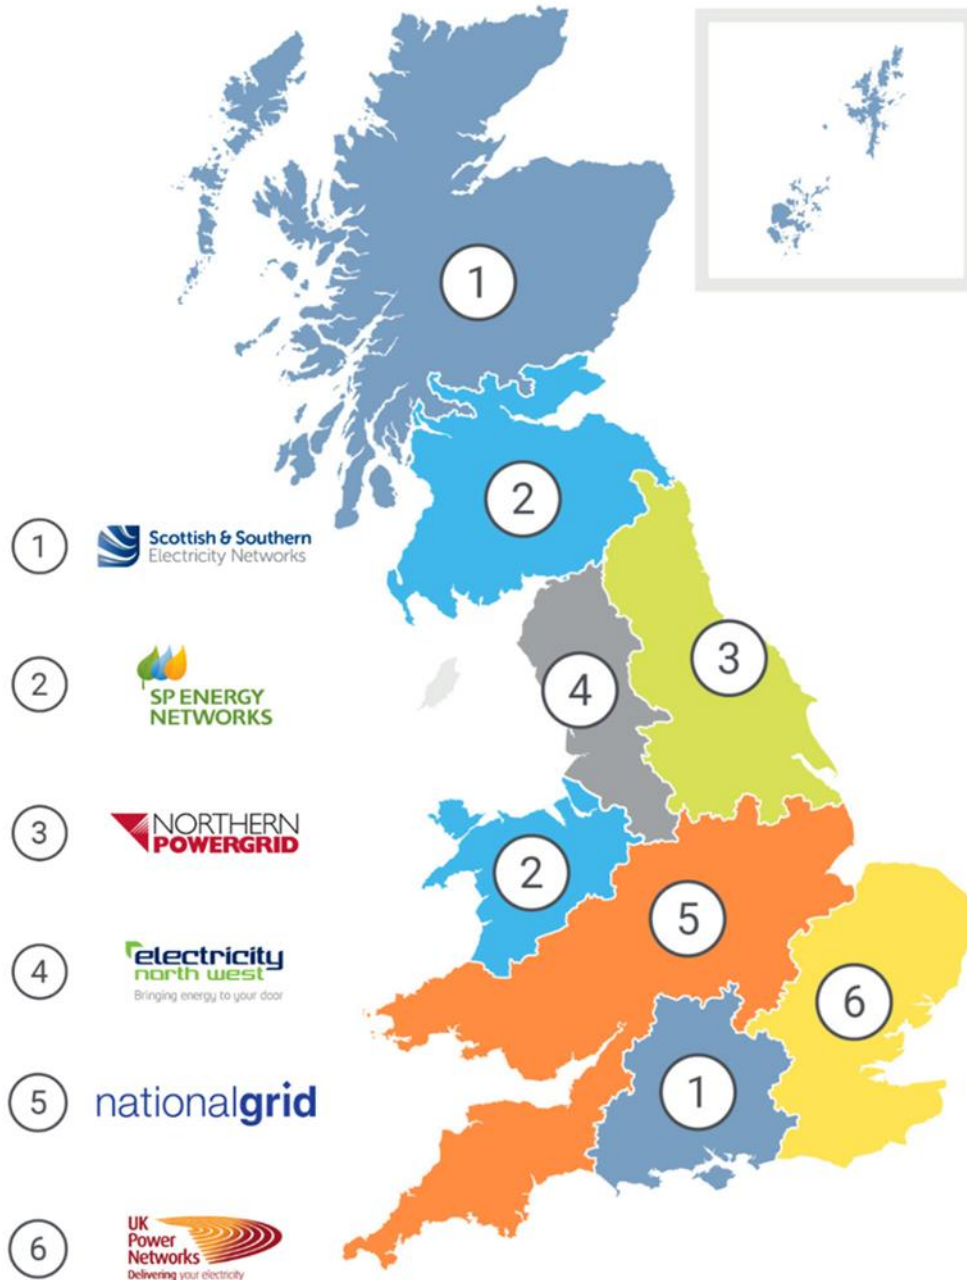 1
2
1
Scottish & Southern
Electricity Networks
3
4
2
SP ENERGY
NETWORKS
3
NORTHERN
POWERGRID
2
5
4
electricity
north west
Bringing energy to your door
6
5
nationalgrid
1
6
UK
Power
Networks
Delivering your electricity